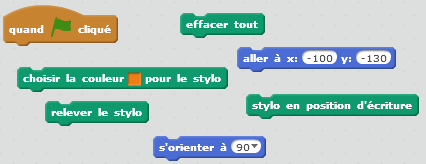 effacer tout
quand cliqué
aller à x: -100 y: -130
choisir la couleur pour le stylo
stylo en position d'écriture
relever le stylo
s'orienter à 90